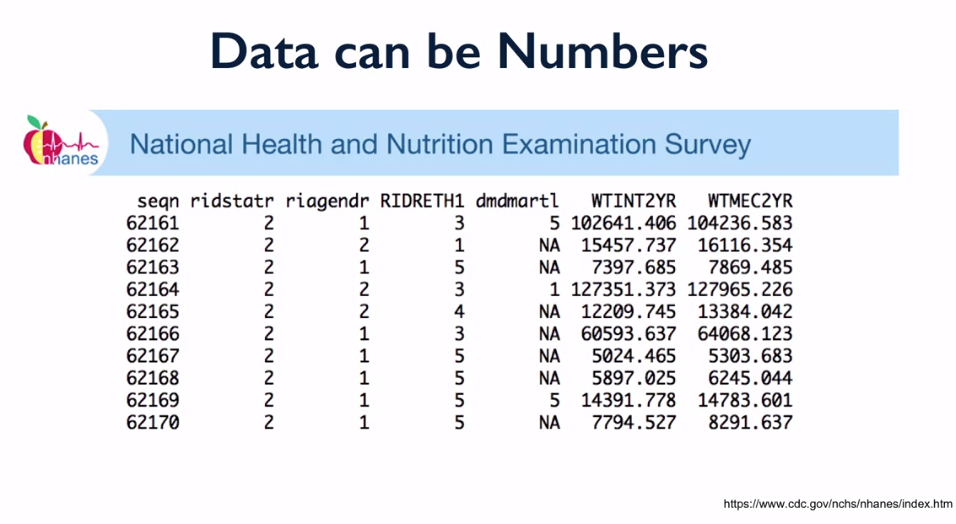 Data can be Numbers
nhanes
National Health and Nutrition Examination Survey
seqn ridstatr riagendr RIDRETH1 dmdmartl WTINT2YR WTMEC2YR
62161 2 1 3 5 102641.406 104236.583
62162 2 2 1 NA 15457.737 16116.354
62163 2 1 5 NA 7397.685 7869.485
62164 2 2 3 1 127351.373 127965.226
62165 2 2 4 NA 12209.745 13384.042
62166 2 1 3 NA 60593.637 64068.123
62167 2 1 5 NA 5024.465 5303.683
62168 2 1 5 NA 5897.025 6245.044
62169 2 1 5 5 14391.778 14783.601
62170 2 1 5 NA 7794.527 8291.637
https://www.cdc.gov/nchs/nhanes/index.htm